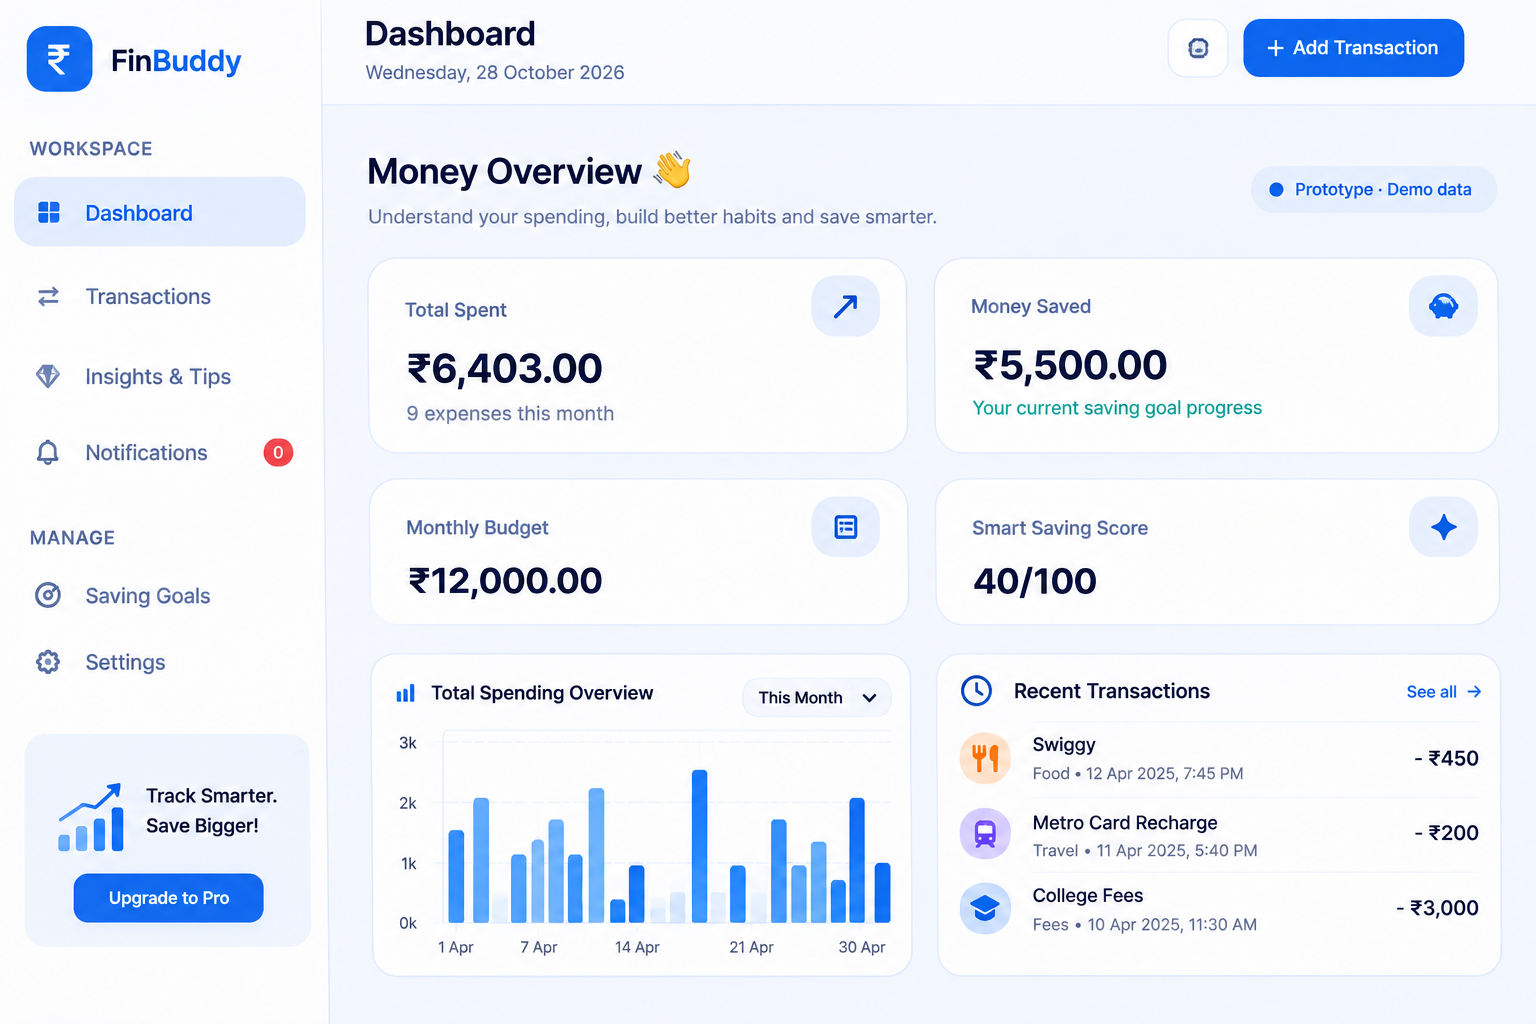 ₹
FinBuddy
WORKSPACE
Dashboard
Transactions
Insights & Tips
Notifications
0
MANAGE
Saving Goals
Settings
Track Smarter.
Save Bigger!
Upgrade to Pro
Dashboard
Wednesday, 28 October 2026
+ Add Transaction
Money Overview 👋
Understand your spending, build better habits and save smarter.
Prototype · Demo data
Total Spent
₹6,403.00
9 expenses this month
Money Saved
₹5,500.00
Your current saving goal progress
Monthly Budget
₹12,000.00
Smart Saving Score
40/100
Total Spending Overview
This Month
3k
2k
1k
0k
1 Apr 7 Apr 14 Apr 21 Apr 30 Apr
Recent Transactions
See all →
Swiggy
Food • 12 Apr 2025, 7:45 PM
- ₹450
Metro Card Recharge
Travel • 11 Apr 2025, 5:40 PM
- ₹200
College Fees
Fees • 10 Apr 2025, 11:30 AM
- ₹3,000